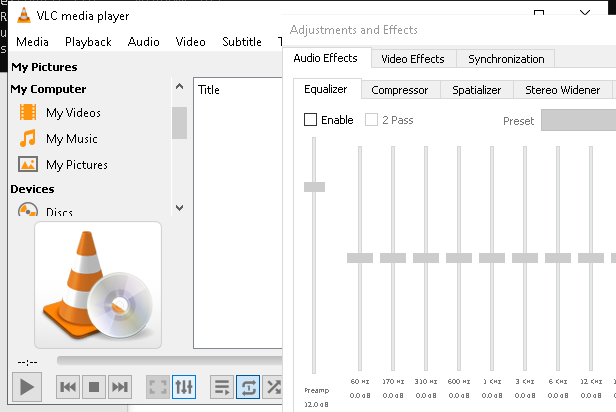 VLC media player
Media Playback Audio Video Subtitle T
My Pictures
My Computer
My Videos
My Music
My Pictures
Devices
Discs
Title
--:--
Adjustments and Effects
Audio Effects Video Effects Synchronization
Equalizer Compressor Spatializer Stereo Widener
Enable 2 Pass Preset
60 Hz 170 Hz 310 Hz 600 Hz 1 KHz 3 KHz 6 KHz 12 KHz
Preamp 0.0 dB 0.0 dB 0.0 dB 0.0 dB 0.0 dB 0.0 dB 0.0 dB 0.0 dB
12.0 dB